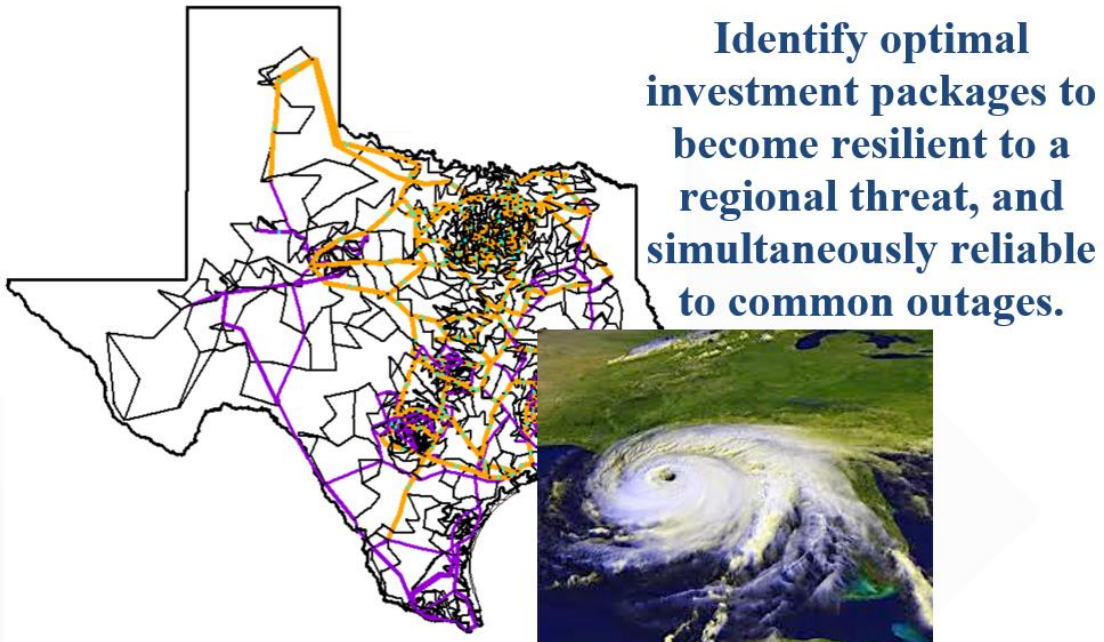 Identify optimal
investment packages to
become resilient to a
regional threat, and
simultaneously reliable
to common outages.